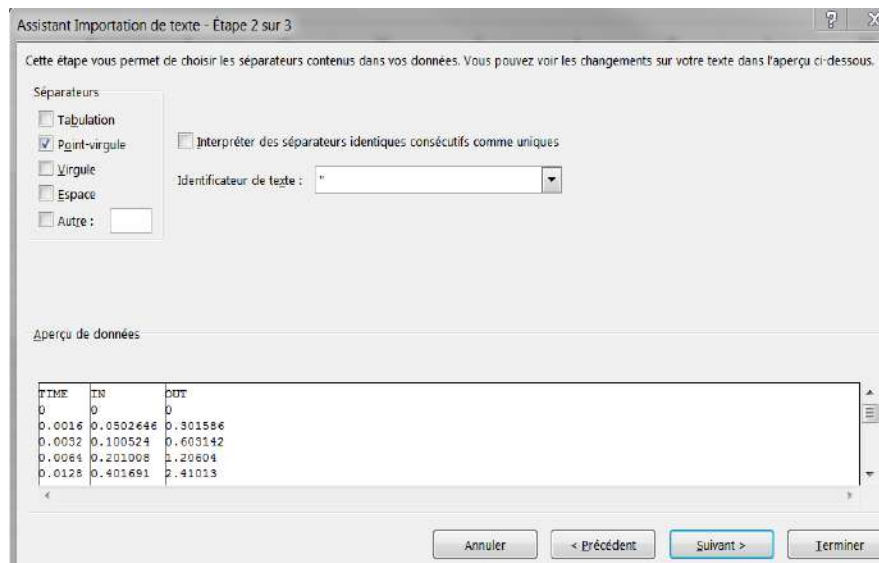 Assistant Importation de texte - Étape 2 sur 3
Cette étape vous permet de choisir les séparateurs contenus dans vos données. Vous pouvez voir les changements sur votre texte dans l'aperçu ci-dessous.
Séparateurs
Tabulation
Point-virgule
Virgule
Espace
Autre :
Interpréter des séparateurs identiques consécutifs comme uniques
Identificateur de texte : "
Aperçu de données
TIME IN OUT
0 0 0
0.0016 0.0502646 0.301586
0.0032 0.100524 0.603142
0.0064 0.201008 1.20604
0.0128 0.401691 2.41013
Annuler < Précédent Suivant > Terminer